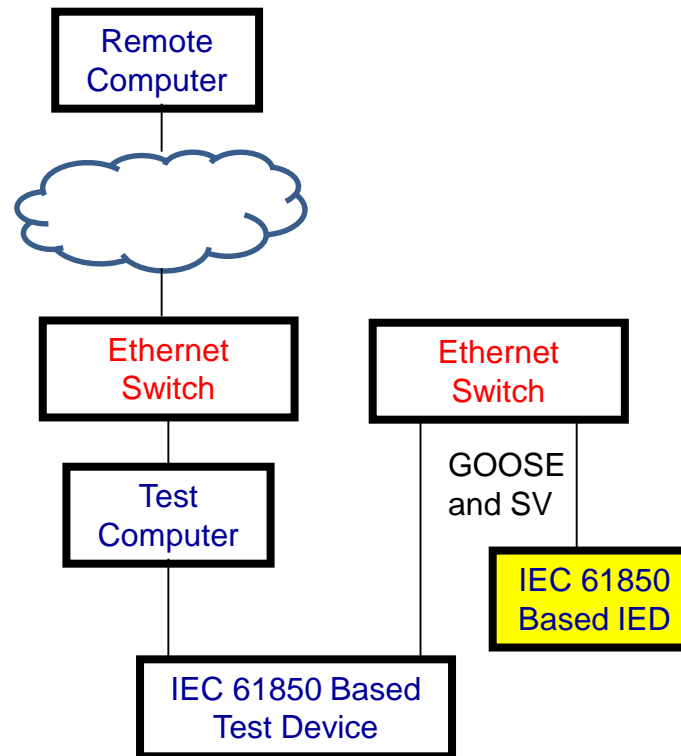 Remote
Computer
Ethernet
Switch
Ethernet
Switch
GOOSE
and SV
Test
Computer
IEC 61850
Based IED
IEC 61850 Based
Test Device